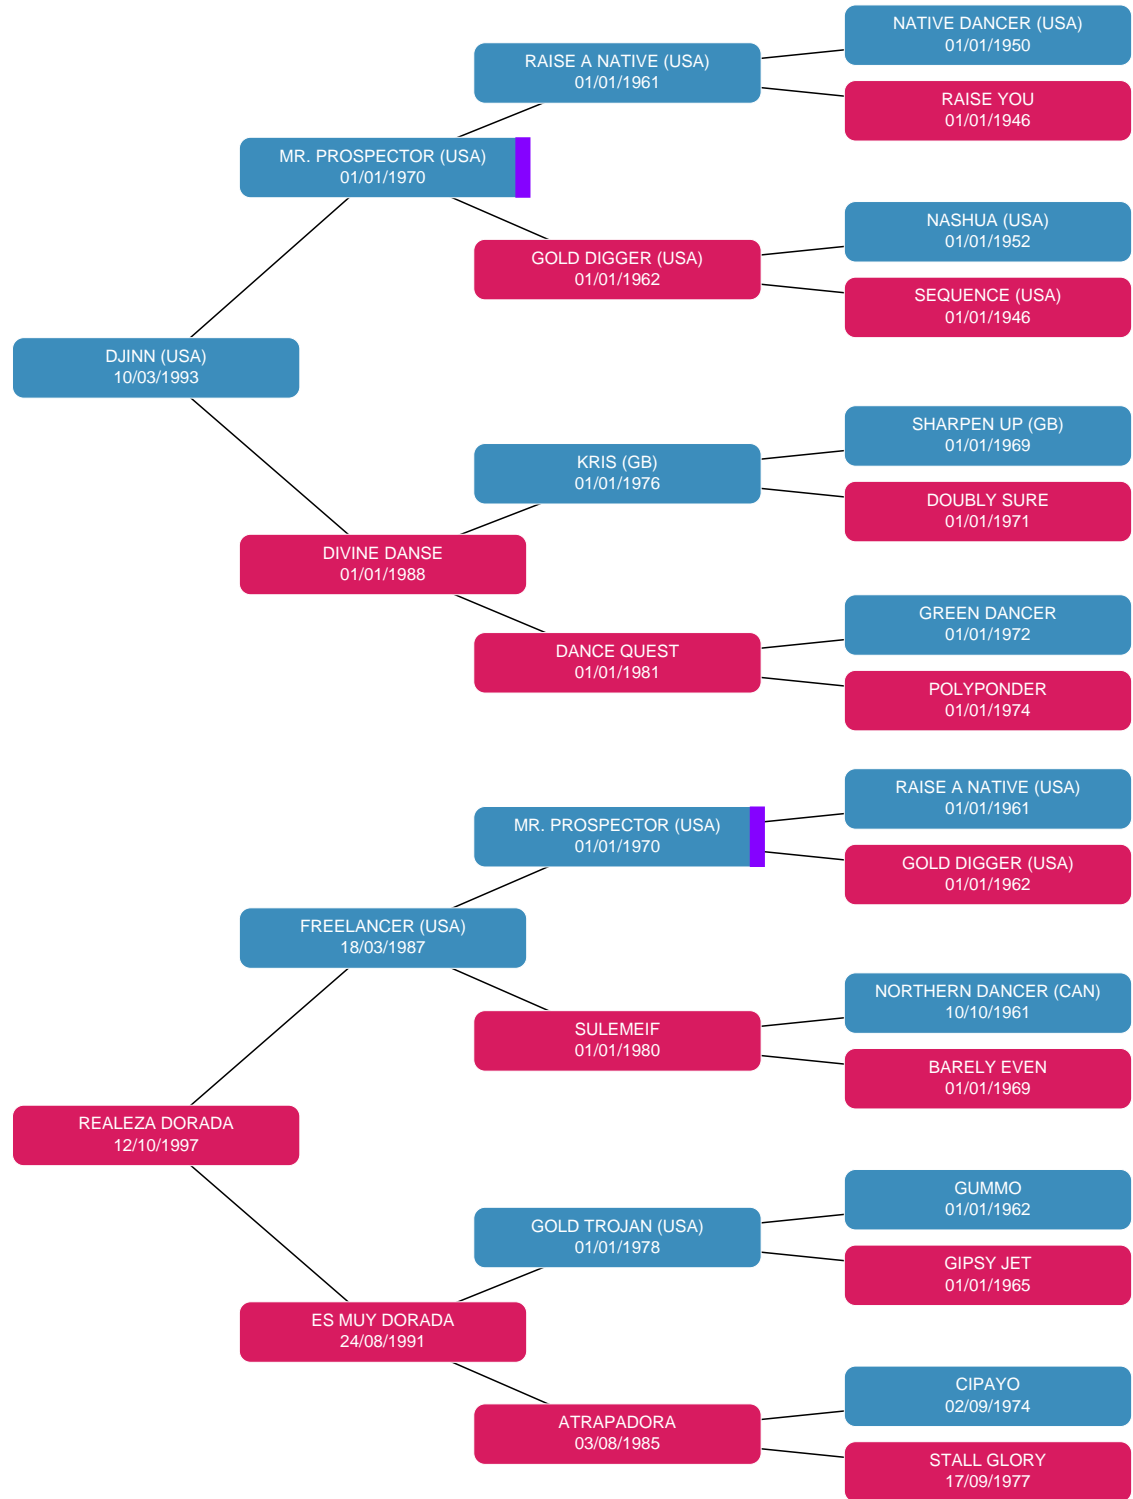 NATIVE DANCER (USA)
01/01/1950
RAISE A NATIVE (USA)
01/01/1961
RAISE YOU
01/01/1946
MR. PROSPECTOR (USA)
01/01/1970
NASHUA (USA)
01/01/1952
GOLD DIGGER (USA)
01/01/1962
SEQUENCE (USA)
01/01/1946
DJINN (USA)
10/03/1993
SHARPEN UP (GB)
01/01/1969
KRIS (GB)
01/01/1976
DOUBLY SURE
01/01/1971
DIVINE DANSE
01/01/1988
GREEN DANCER
01/01/1972
DANCE QUEST
01/01/1981
POLYPONDER
01/01/1974
RAISE A NATIVE (USA)
01/01/1961
MR. PROSPECTOR (USA)
01/01/1970
GOLD DIGGER (USA)
01/01/1962
FREELANCER (USA)
18/03/1987
NORTHERN DANCER (CAN)
10/10/1961
SULEMEIF
01/01/1980
BARELY EVEN
01/01/1969
REALEZA DORADA
12/10/1997
GUMMO
01/01/1962
GOLD TROJAN (USA)
01/01/1978
GIPSY JET
01/01/1965
ES MUY DORADA
24/08/1991
CIPAYO
02/09/1974
ATRAPADORA
03/08/1985
STALL GLORY
17/09/1977